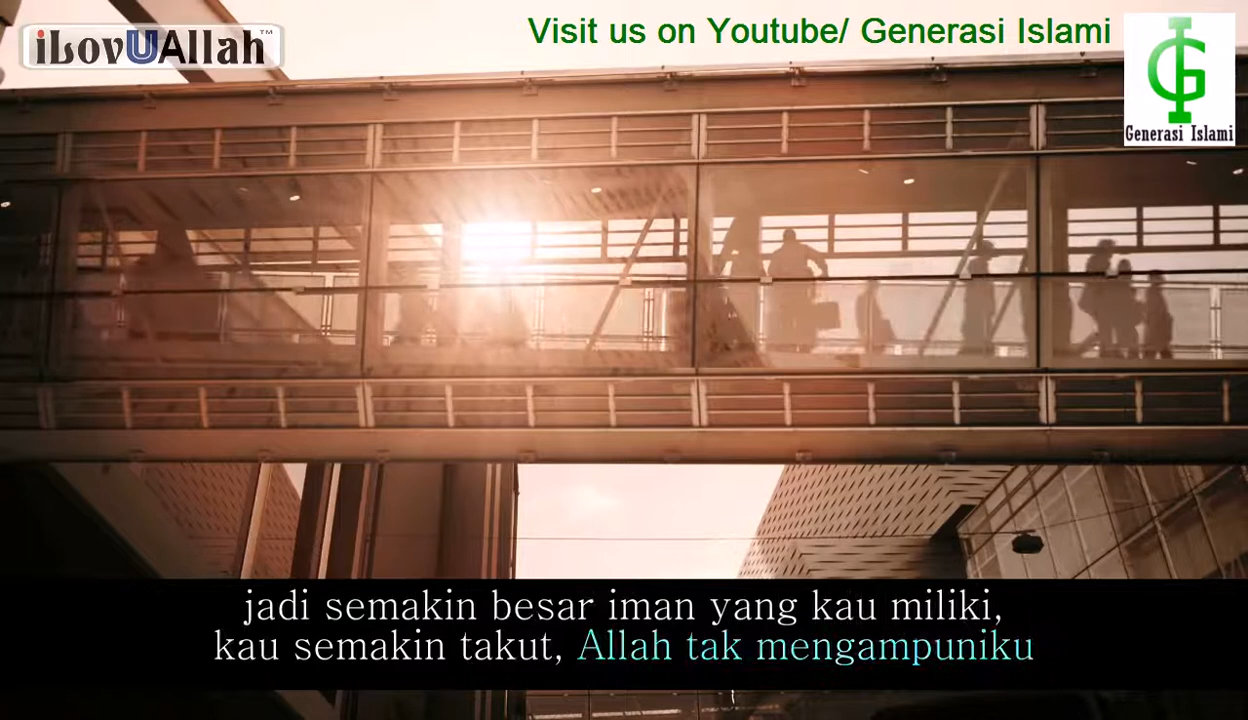 iLovUAllah™
Visit us on Youtube/ Generasi Islami
GI
Generasi Islami
jadi semakin besar iman yang kau miliki,
kau semakin takut, Allah tak mengampuniku